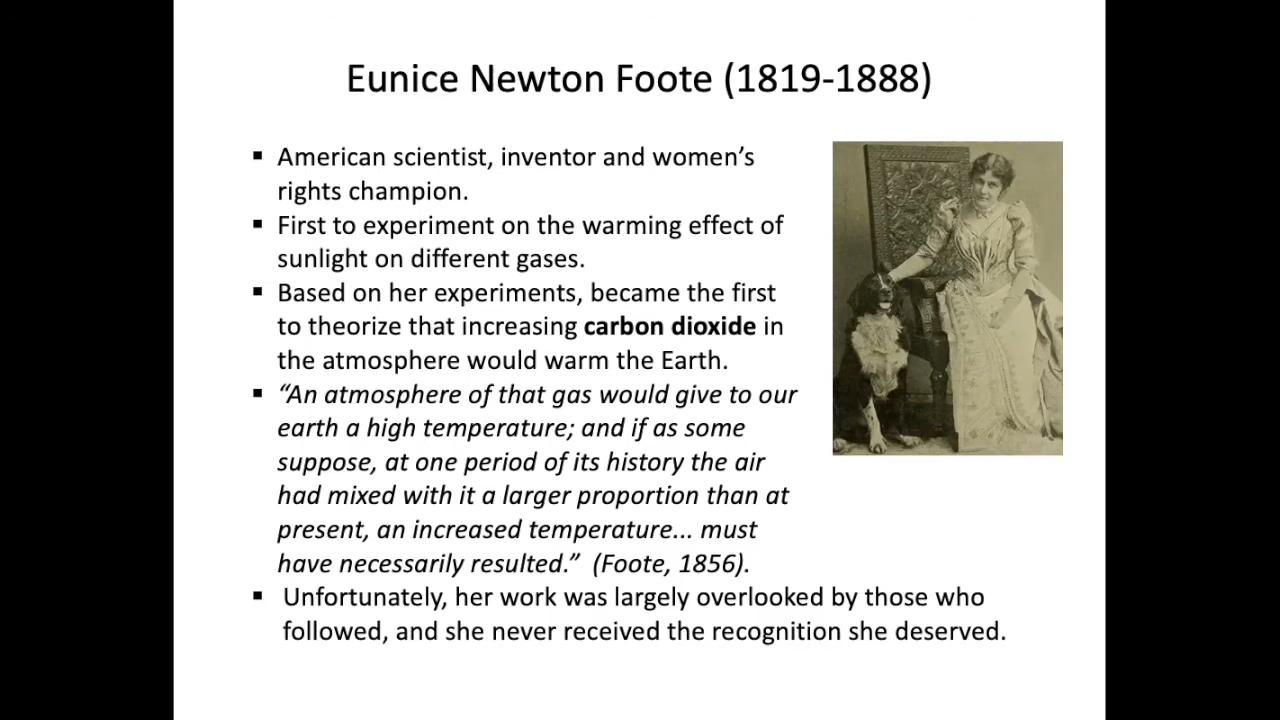 Eunice Newton Foote (1819-1888)
▪ American scientist, inventor and women’s
rights champion.
▪ First to experiment on the warming effect of
sunlight on different gases.
▪ Based on her experiments, became the first
to theorize that increasing carbon dioxide in
the atmosphere would warm the Earth.
▪ “An atmosphere of that gas would give to our
earth a high temperature; and if as some
suppose, at one period of its history the air
had mixed with it a larger proportion than at
present, an increased temperature... must
have necessarily resulted.” (Foote, 1856).
▪ Unfortunately, her work was largely overlooked by those who
followed, and she never received the recognition she deserved.